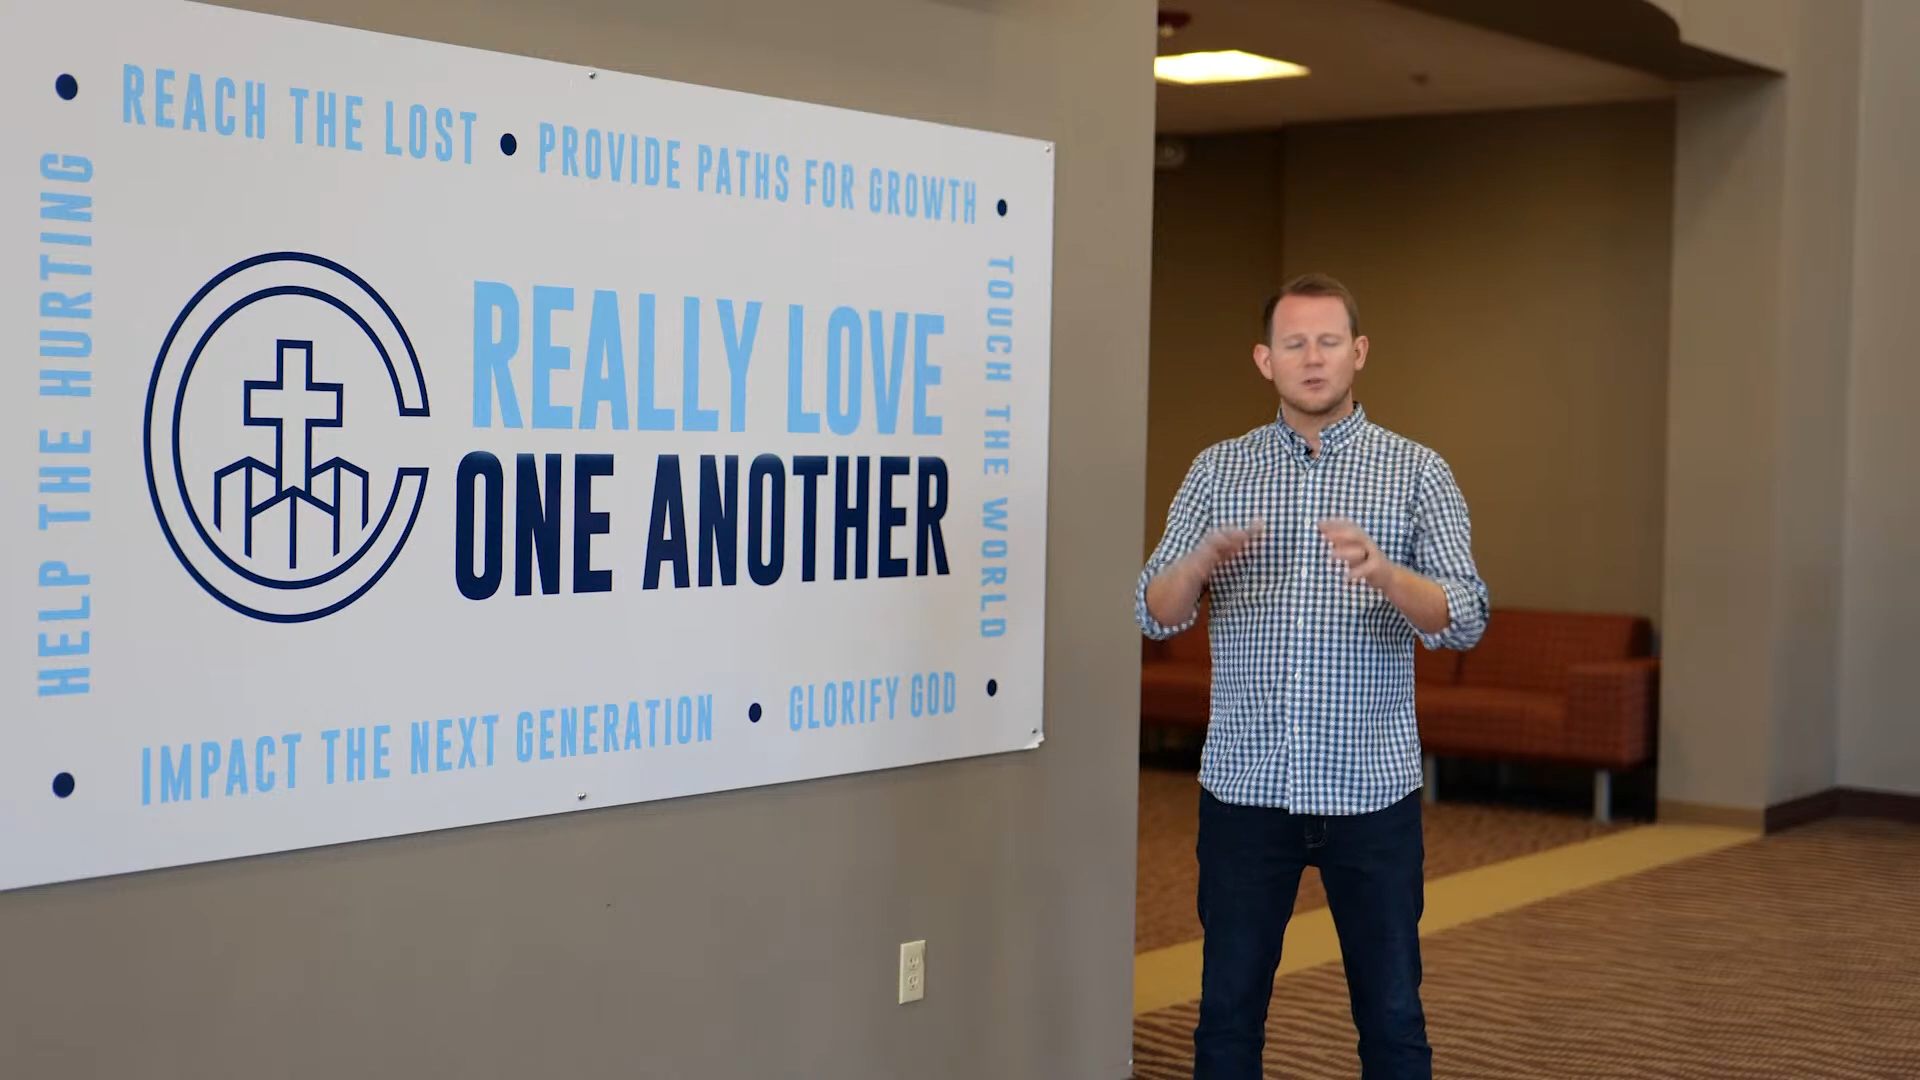 REACH THE LOST • PROVIDE PATHS FOR GROWTH •
TOUCH THE WORLD
HELP THE HURTING
REALLY LOVE
ONE ANOTHER
IMPACT THE NEXT GENERATION • GLORIFY GOD